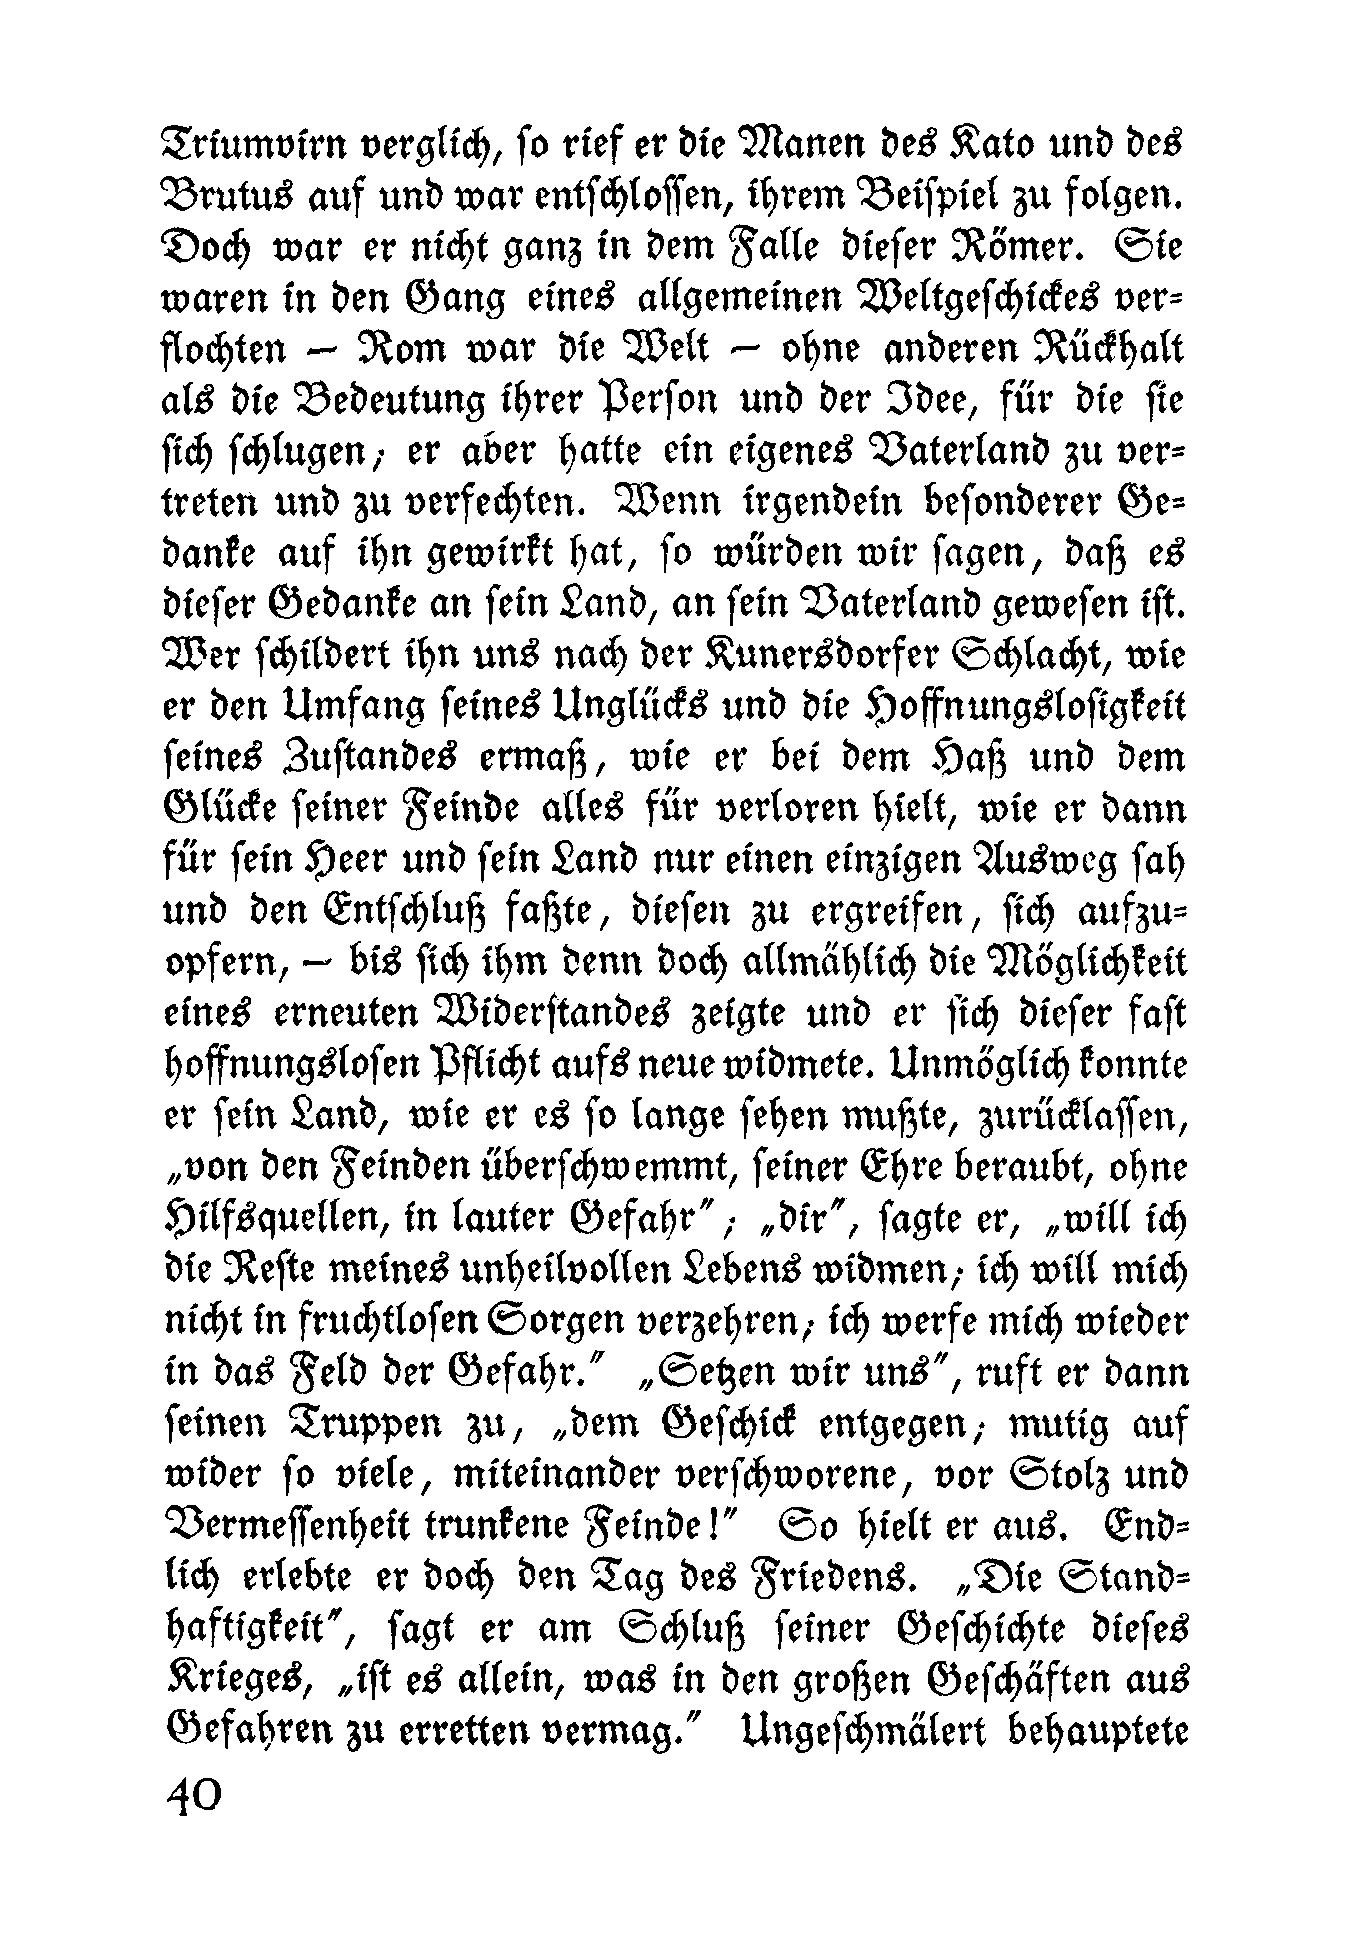 Triumvirn verglich, so rief er die Manen des Kato und des
Brutus auf und war entschlossen, ihrem Beispiel zu folgen.
Doch war er nicht ganz in dem Falle dieser Römer. Sie
waren in den Gang eines allgemeinen Weltgeschickes ver-
flochten — Rom war die Welt — ohne anderen Rückhalt
als die Bedeutung ihrer Person und der Idee, für die sie
sich schlugen; er aber hatte ein eigenes Vaterland zu ver-
treten und zu verfechten. Wenn irgendein besonderer Ge-
danke auf ihn gewirkt hat, so würden wir sagen, daß es
dieser Gedanke an sein Land, an sein Vaterland gewesen ist.
Wer schildert ihn uns nach der Kunersdorfer Schlacht, wie
er den Umfang seines Unglücks und die Hoffnungslosigkeit
seines Zustandes ermaß, wie er bei dem Haß und dem
Glücke seiner Feinde alles für verloren hielt, wie er dann
für sein Heer und sein Land nur einen einzigen Ausweg sah
und den Entschluß faßte, diesen zu ergreifen, sich aufzu-
opfern, — bis sich ihm denn doch allmählich die Möglichkeit
eines erneuten Widerstandes zeigte und er sich dieser fast
hoffnungslosen Pflicht aufs neue widmete. Unmöglich konnte
er sein Land, wie er es so lange sehen mußte, zurücklassen,
„von den Feinden überschwemmt, seiner Ehre beraubt, ohne
Hilfsquellen, in lauter Gefahr“; „dir“, sagte er, „will ich
die Reste meines unheilvollen Lebens widmen; ich will mich
nicht in fruchtlosen Sorgen verzehren; ich werfe mich wieder
in das Feld der Gefahr.“ „Setzen wir uns“, ruft er dann
seinen Truppen zu, „dem Geschick entgegen; mutig auf
wider so viele, miteinander verschworene, vor Stolz und
Vermessenheit trunkene Feinde!“ So hielt er aus. End-
lich erlebte er doch den Tag des Friedens. „Die Stand-
haftigkeit“, sagt er am Schluß seiner Geschichte dieses
Krieges, „ist es allein, was in den großen Geschäften aus
Gefahren zu erretten vermag.“ Ungeschmälert behauptete
40